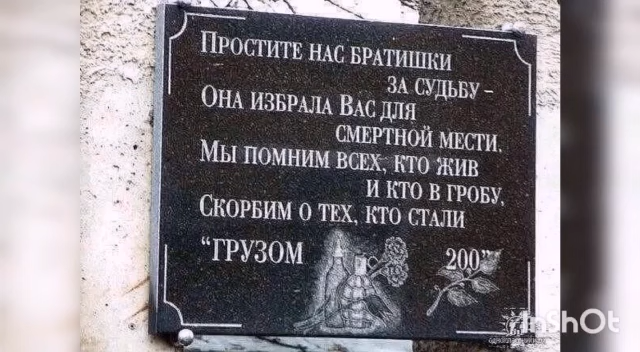 Простите нас братишки
за судьбу –
Она избрала Вас для
смертной мести.
Мы помним всех, кто жив
и кто в гробу,
Скорбим о тех, кто стали
“ГРУЗОМ 200”
InShOt